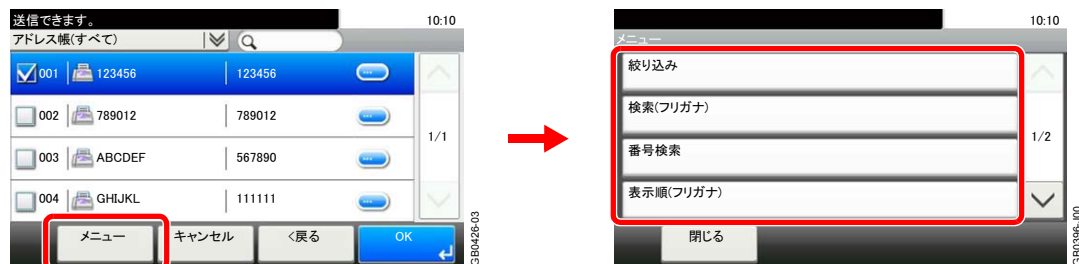 送信できます。
10:10
アドレス帳(すべて)
001 123456 123456
002 789012 789012
1/1
003 ABCDEF 567890
004 GHIJKL 111111
メニュー キャンセル <戻る OK
GB0426-03
10:10
メニュー
絞り込み
検索(フリガナ)
1/2
番号検索
表示順(フリガナ)
閉じる
GB0396-J00